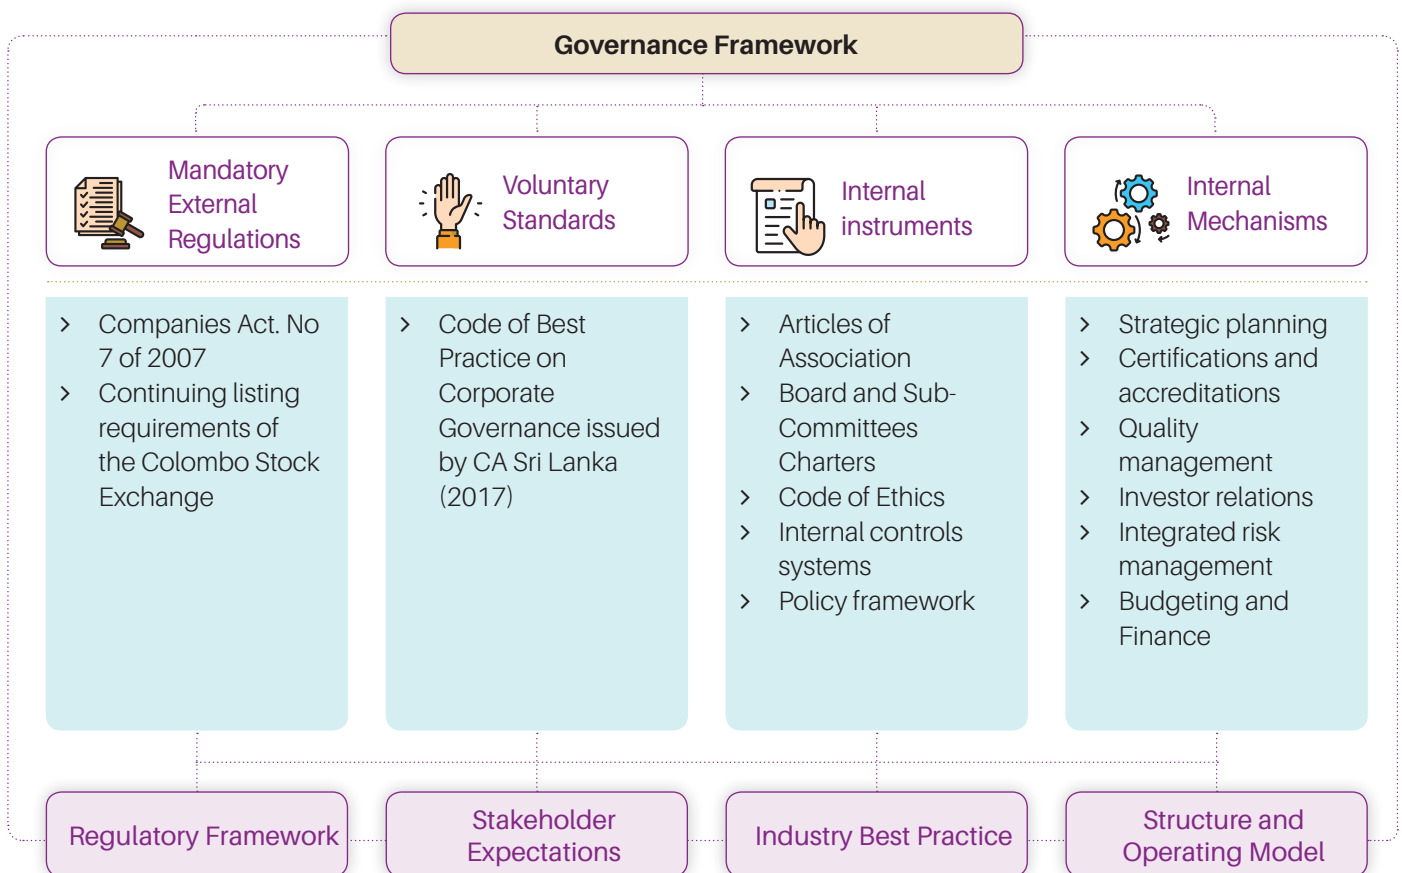 Governance Framework
Mandatory
External
Regulations
Voluntary
Standards
Internal
instruments
Internal
Mechanisms
> Companies Act. No
7 of 2007
> Continuing listing
requirements of
the Colombo Stock
Exchange
> Code of Best
Practice on
Corporate
Governance issued
by CA Sri Lanka
(2017)
> Articles of
Association
> Board and Sub-
Committees
Charters
> Code of Ethics
> Internal controls
systems
> Policy framework
> Strategic planning
> Certifications and
accreditations
> Quality
management
> Investor relations
> Integrated risk
management
> Budgeting and
Finance
Regulatory Framework
Stakeholder
Expectations
Industry Best Practice
Structure and
Operating Model